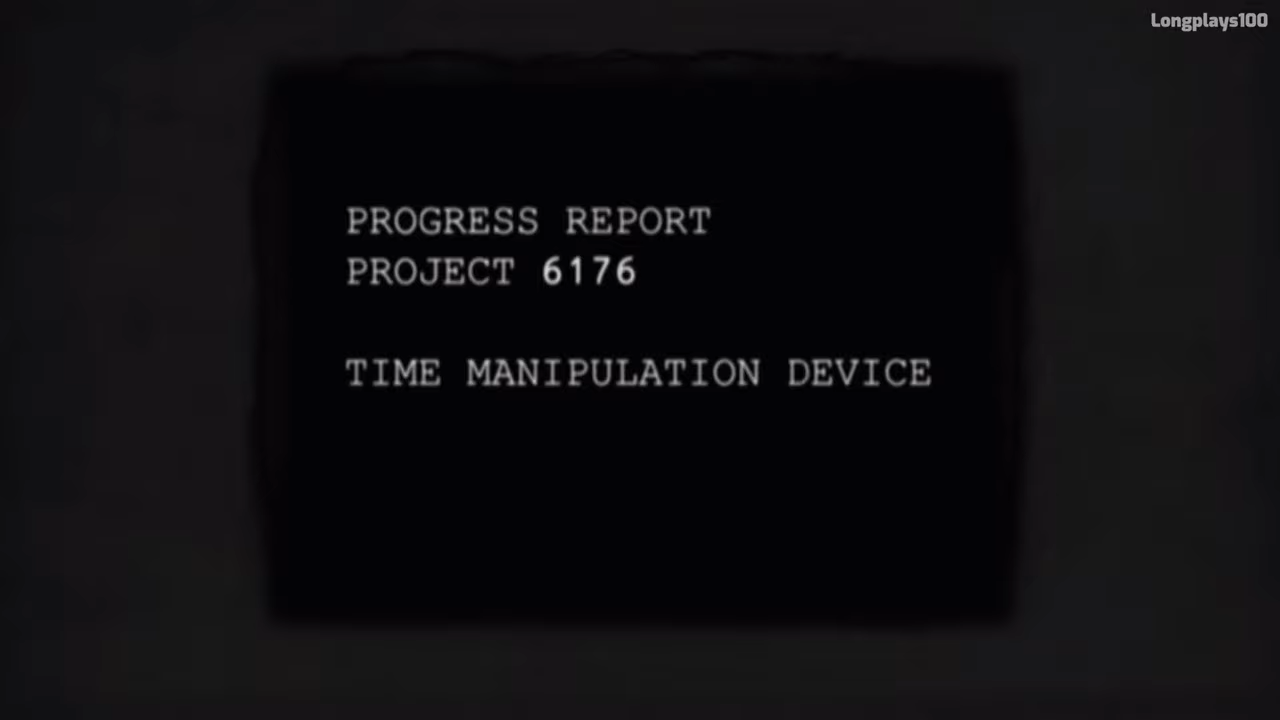 Longplays100
PROGRESS REPORT
PROJECT 6176
TIME MANIPULATION DEVICE